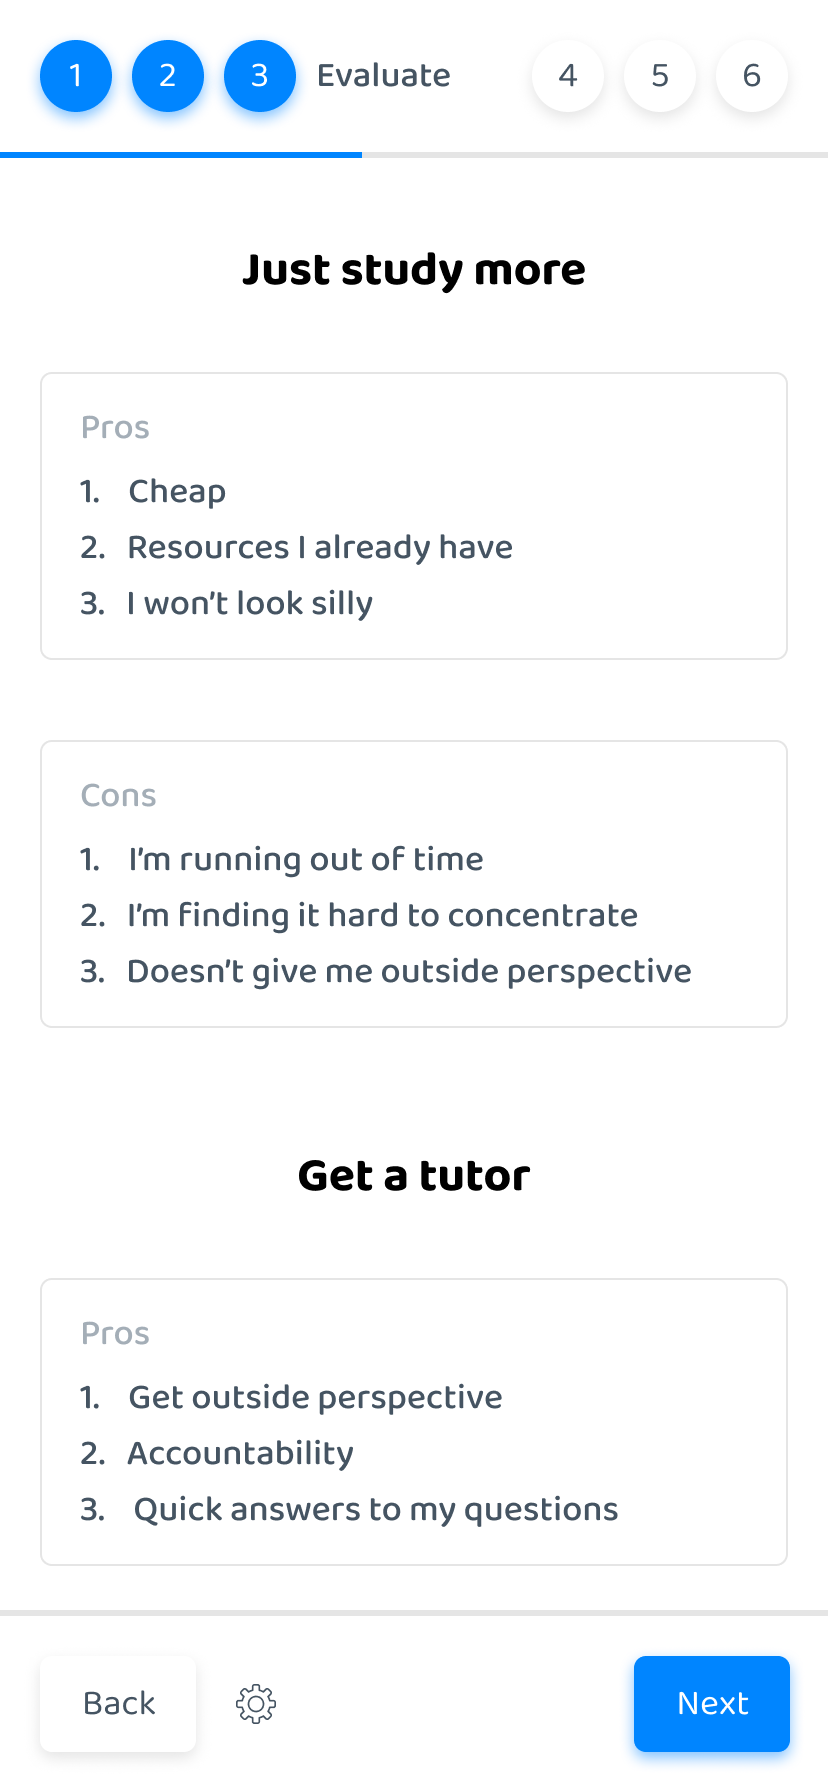 1 2 3 Evaluate 4 5 6
Just study more
Pros
1. Cheap
2. Resources I already have
3. I won't look silly
Cons
1. I'm running out of time
2. I'm finding it hard to concentrate
3. Doesn't give me outside perspective
Get a tutor
Pros
1. Get outside perspective
2. Accountability
3. Quick answers to my questions
Back Next